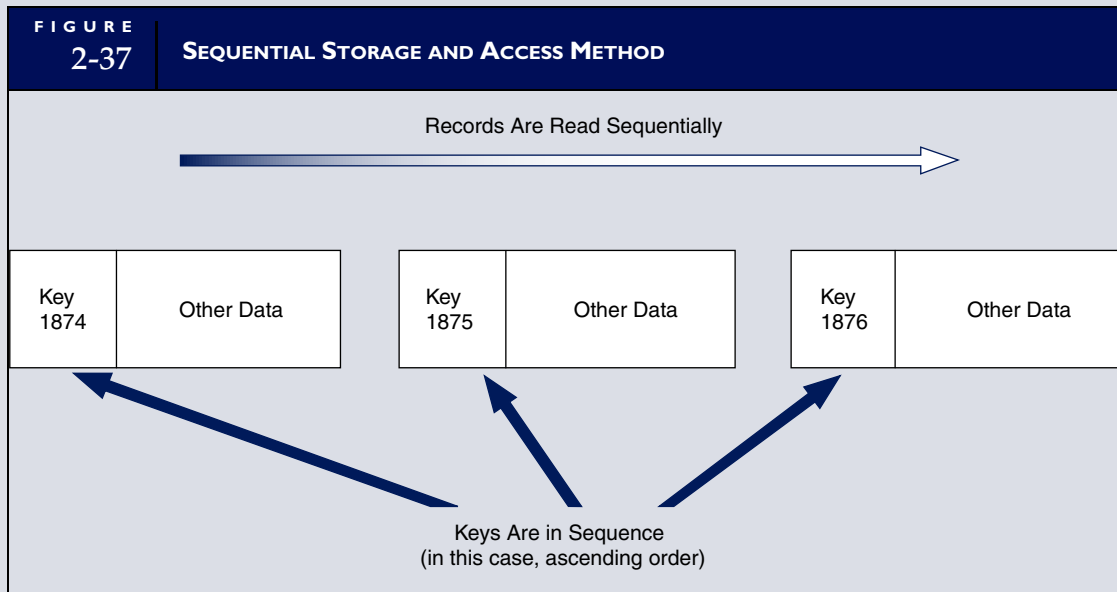 FIGURE
2-37
SEQUENTIAL STORAGE AND ACCESS METHOD
Records Are Read Sequentially
Key
1874
Other Data
Key
1875
Other Data
Key
1876
Other Data
Keys Are in Sequence
(in this case, ascending order)